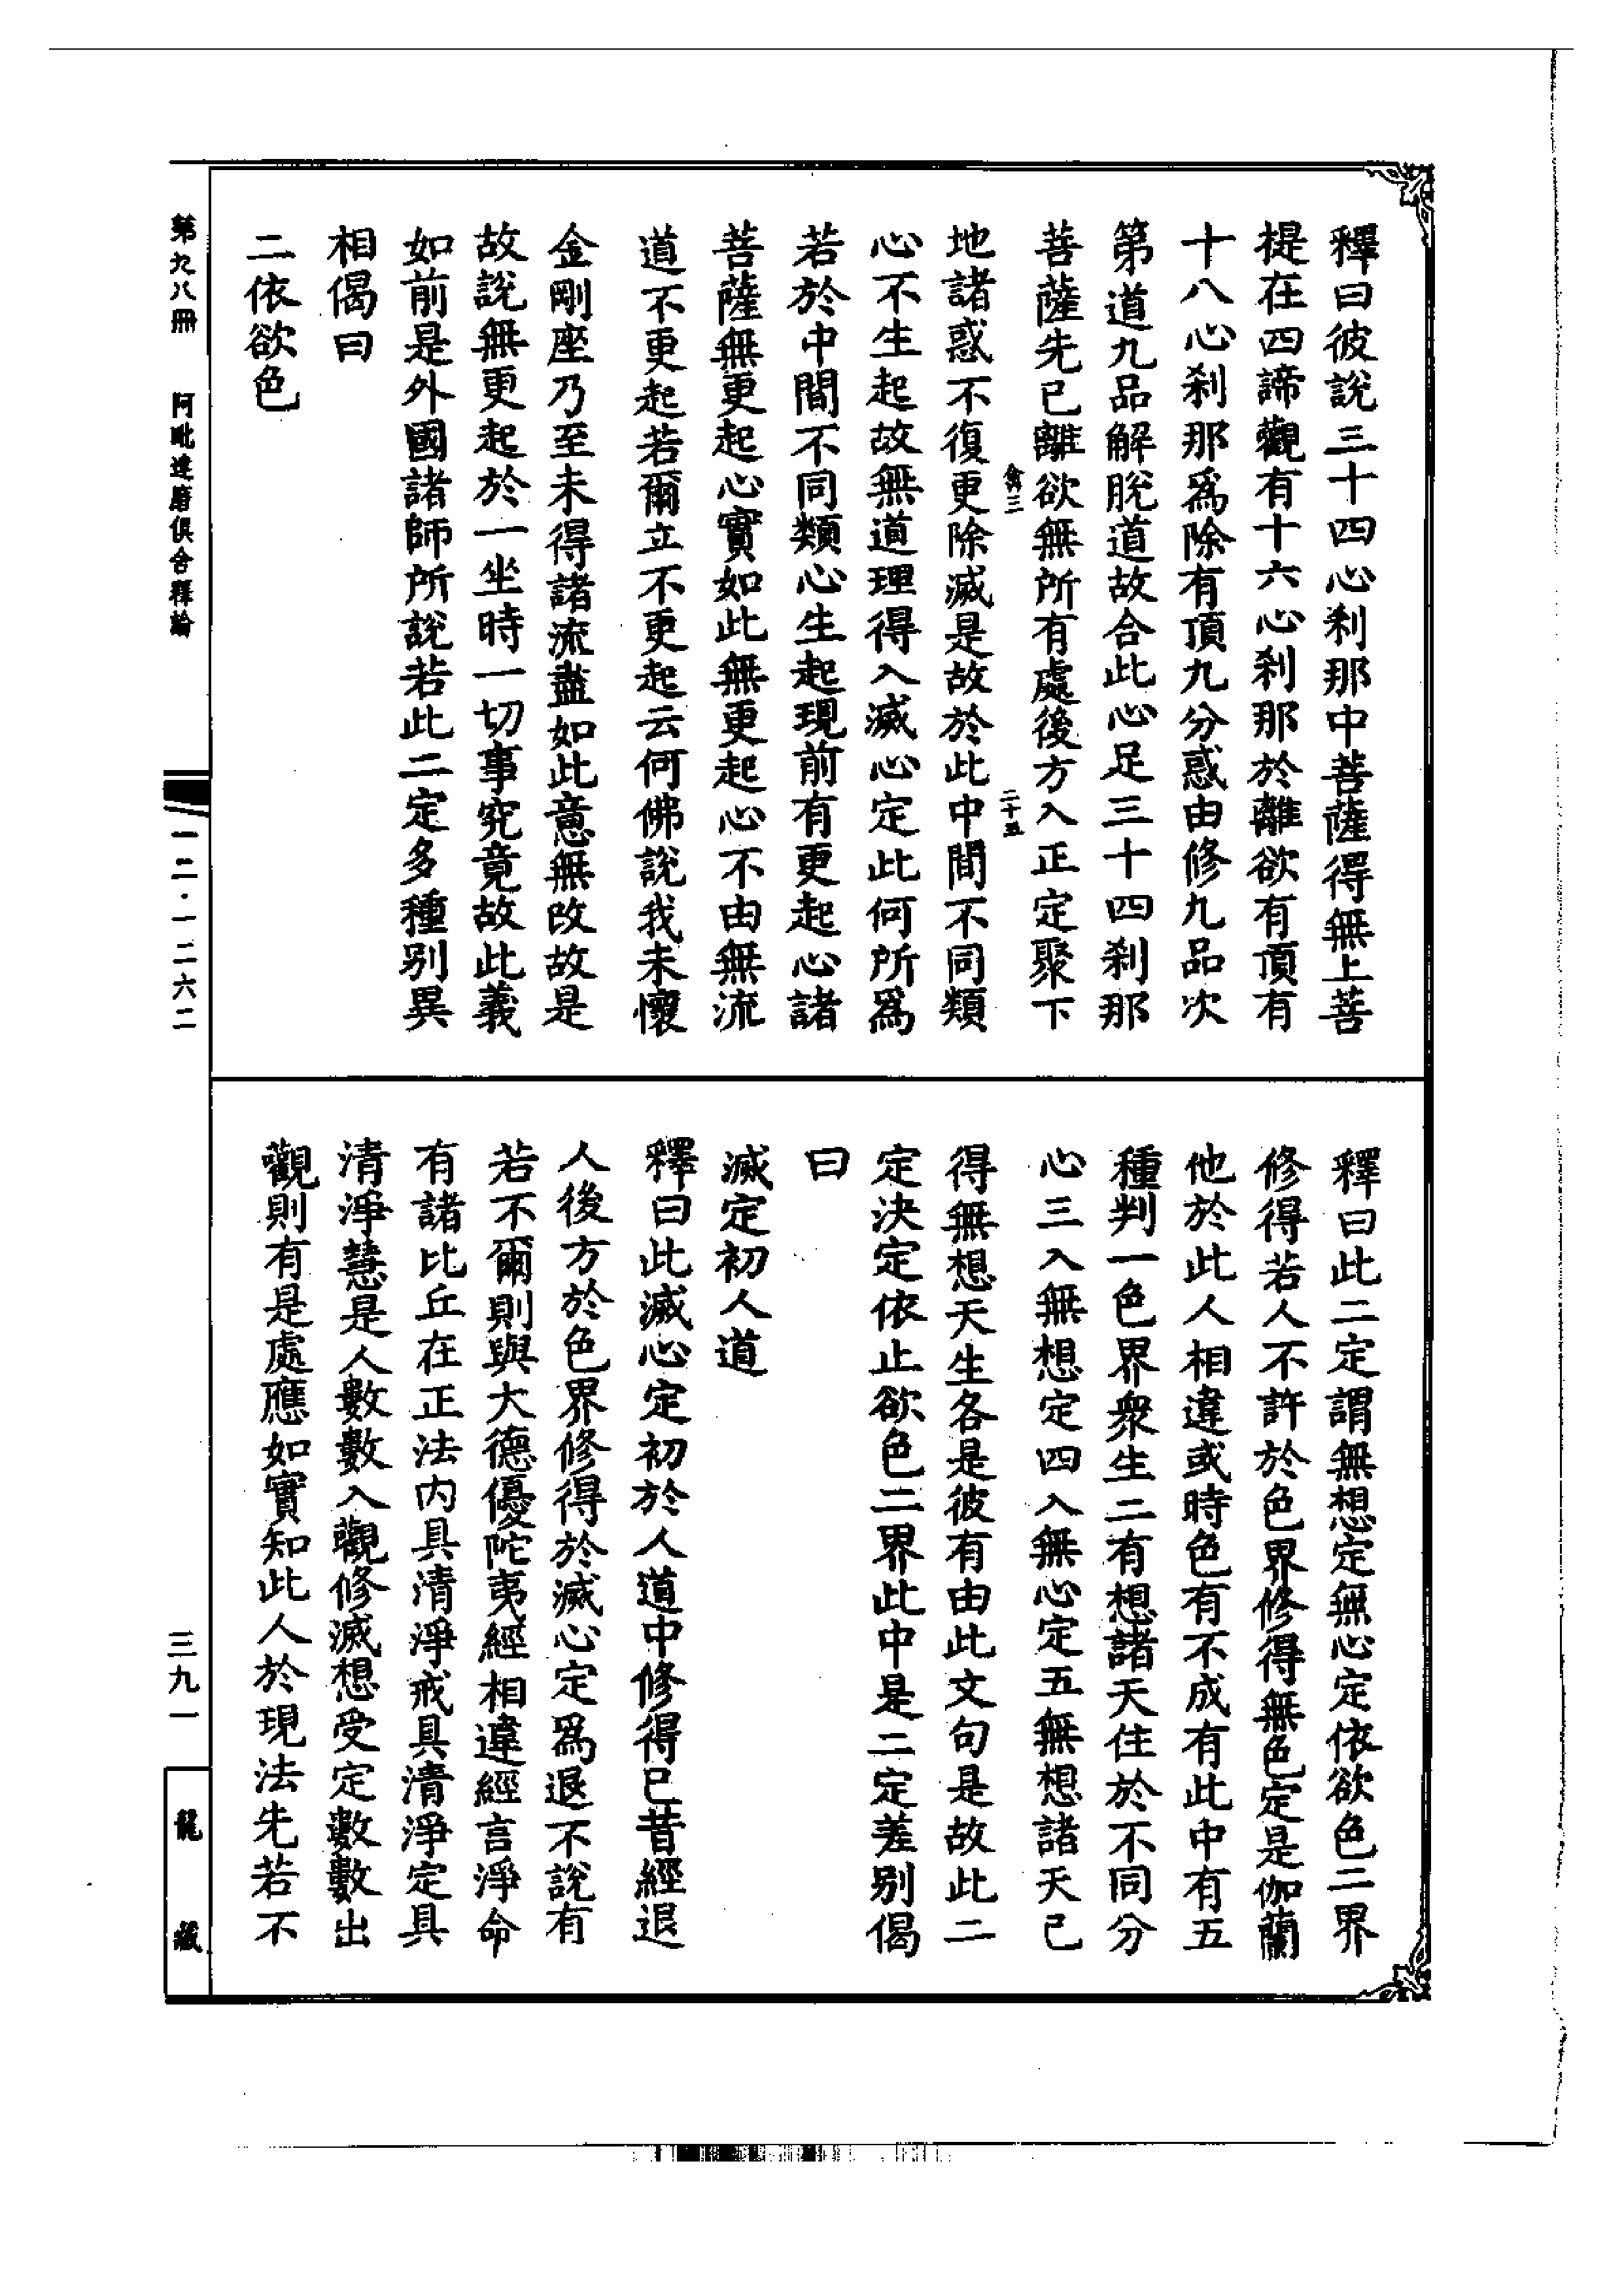 釋曰彼說三十四心剎那中菩薩得無上菩
提在四諦觀有十六心剎那於離欲有頂有
十八心剎那為除有頂九分惑由修九品次
第道九品解脫道故合此心足三十四剎那
菩薩先已離欲無所有處後方入正定聚下
地諸惑不復更除滅是故於此中間不同類
心不生起故無道理得入滅心定此何所為
若於中間不同類心生起現前有更起心諸
菩薩無更起心實如此無更起心不由無流
道不更起若爾立不更起云何佛說我未懷
金剛座乃至未得諸流盡如此意無改故是
故說無更起於一坐時一切事究竟故此義
如前是外國諸師所說若此二定多種別異
相偈曰
二依欲色
釋曰此二定謂無想定無心定依欲色二界
修得若人不許於色界修得無色定是伽蘭
他於此人相違或時色有不成有此中有五
種判一色界眾生二有想諸天住於不同分
心三入無想定四入無心定五無想諸天已
得無想天生各是彼有由此文句是故此二
定決定依止欲色二界此中是二定差別偈
曰
滅定初人道
釋曰此滅心定初於人道中修得已昔經退
人後方於色界修得於滅心定為退不說有
若不爾則與大德優陀夷經相違經言淨命
有諸比丘在正法內具清淨戒具清淨定具
清淨慧是人數數入觀修滅想受定數數出
觀則有是處應如實知此人於現法先若不
第九八冊 阿毗達磨俱舍釋論
一二·一二六二
三九一
龍藏
二十五